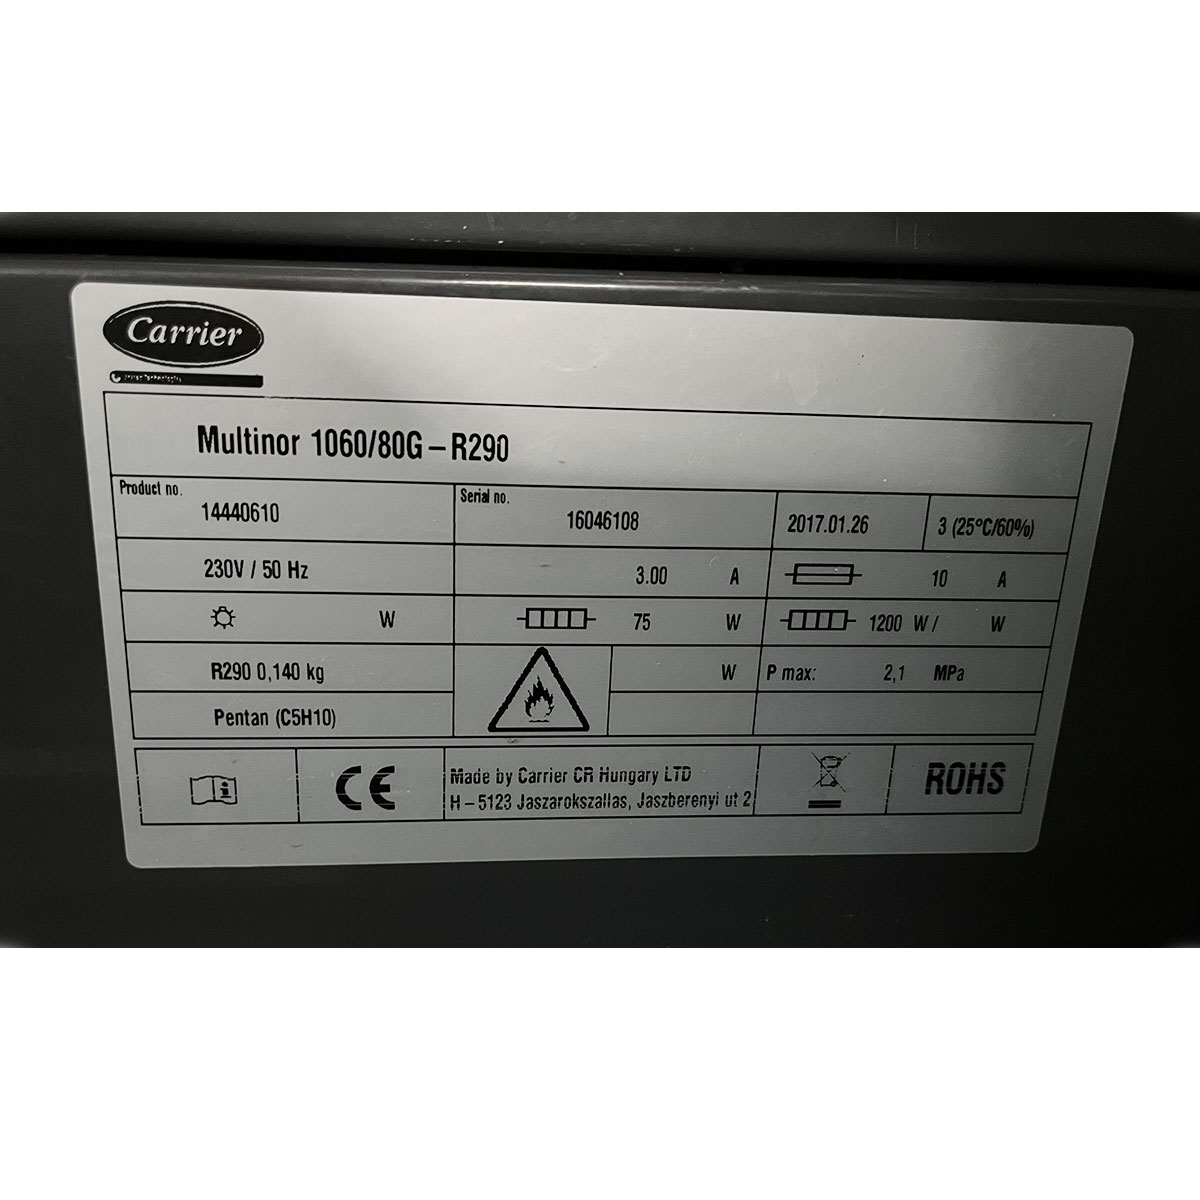 Carrier
Multinor 1060/80G – R290
Product no.
14440610
Serial no.
16046108
2017.01.26
3 (25°C/60%)
230V / 50 Hz
3.00 A
10 A
W
75 W
1200 W / W
R290 0,140 kg
W
P max: 2,1 MPa
Pentan (C5H10)
CE
Made by Carrier CR Hungary LTD
H – 5123 Jaszarokszallas, Jaszberenyi ut 2
ROHS